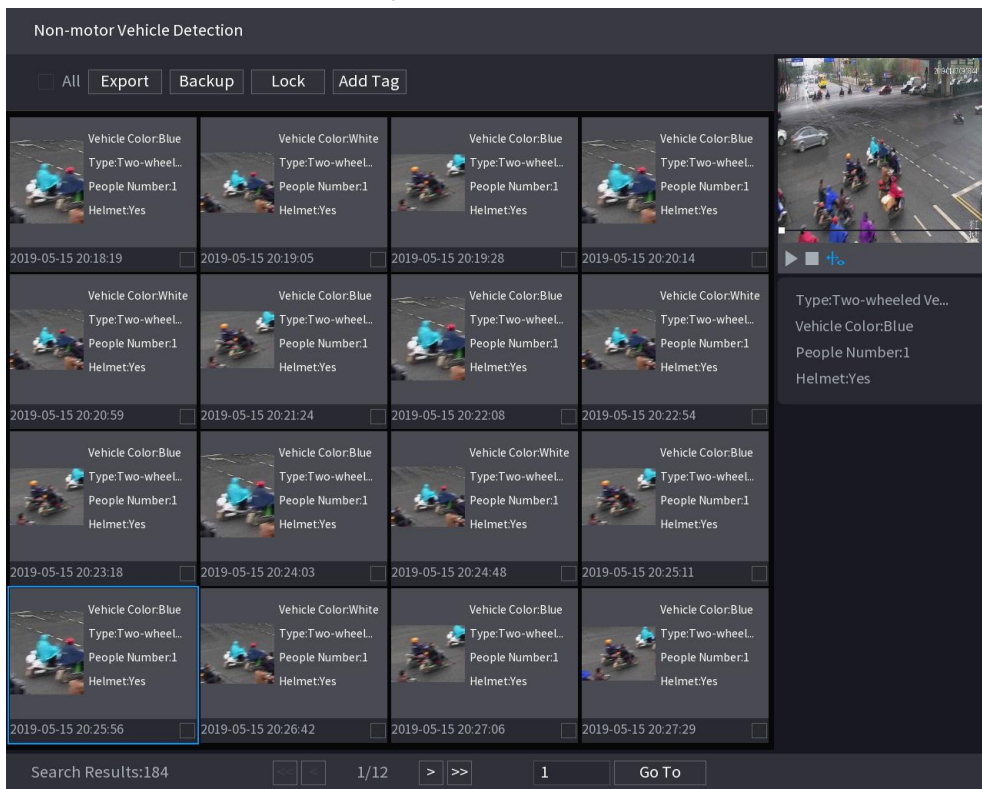 Non-motor Vehicle Detection
All Export Backup Lock Add Tag
Vehicle Color:Blue
Type:Two-wheel...
People Number:1
Helmet:Yes
2019-05-15 20:18:19
Vehicle Color:White
Type:Two-wheel...
People Number:1
Helmet:Yes
2019-05-15 20:19:05
Vehicle Color:Blue
Type:Two-wheel...
People Number:1
Helmet:Yes
2019-05-15 20:19:28
Vehicle Color:Blue
Type:Two-wheel...
People Number:1
Helmet:Yes
2019-05-15 20:20:14
Vehicle Color:White
Type:Two-wheel...
People Number:1
Helmet:Yes
2019-05-15 20:20:59
Vehicle Color:Blue
Type:Two-wheel...
People Number:1
Helmet:Yes
2019-05-15 20:21:24
Vehicle Color:Blue
Type:Two-wheel...
People Number:1
Helmet:Yes
2019-05-15 20:22:08
Vehicle Color:White
Type:Two-wheel...
People Number:1
Helmet:Yes
2019-05-15 20:22:54
Vehicle Color:Blue
Type:Two-wheel...
People Number:1
Helmet:Yes
2019-05-15 20:23:18
Vehicle Color:Blue
Type:Two-wheel...
People Number:1
Helmet:Yes
2019-05-15 20:24:03
Vehicle Color:White
Type:Two-wheel...
People Number:1
Helmet:Yes
2019-05-15 20:24:48
Vehicle Color:Blue
Type:Two-wheel...
People Number:1
Helmet:Yes
2019-05-15 20:25:11
Vehicle Color:Blue
Type:Two-wheel...
People Number:1
Helmet:Yes
2019-05-15 20:25:56
Vehicle Color:White
Type:Two-wheel...
People Number:1
Helmet:Yes
2019-05-15 20:26:42
Vehicle Color:Blue
Type:Two-wheel...
People Number:1
Helmet:Yes
2019-05-15 20:27:06
Vehicle Color:Blue
Type:Two-wheel...
People Number:1
Helmet:Yes
2019-05-15 20:27:29
Type:Two-wheeled Ve...
Vehicle Color:Blue
People Number:1
Helmet:Yes
Search Results:184 << < 1/12 > >> 1 Go To